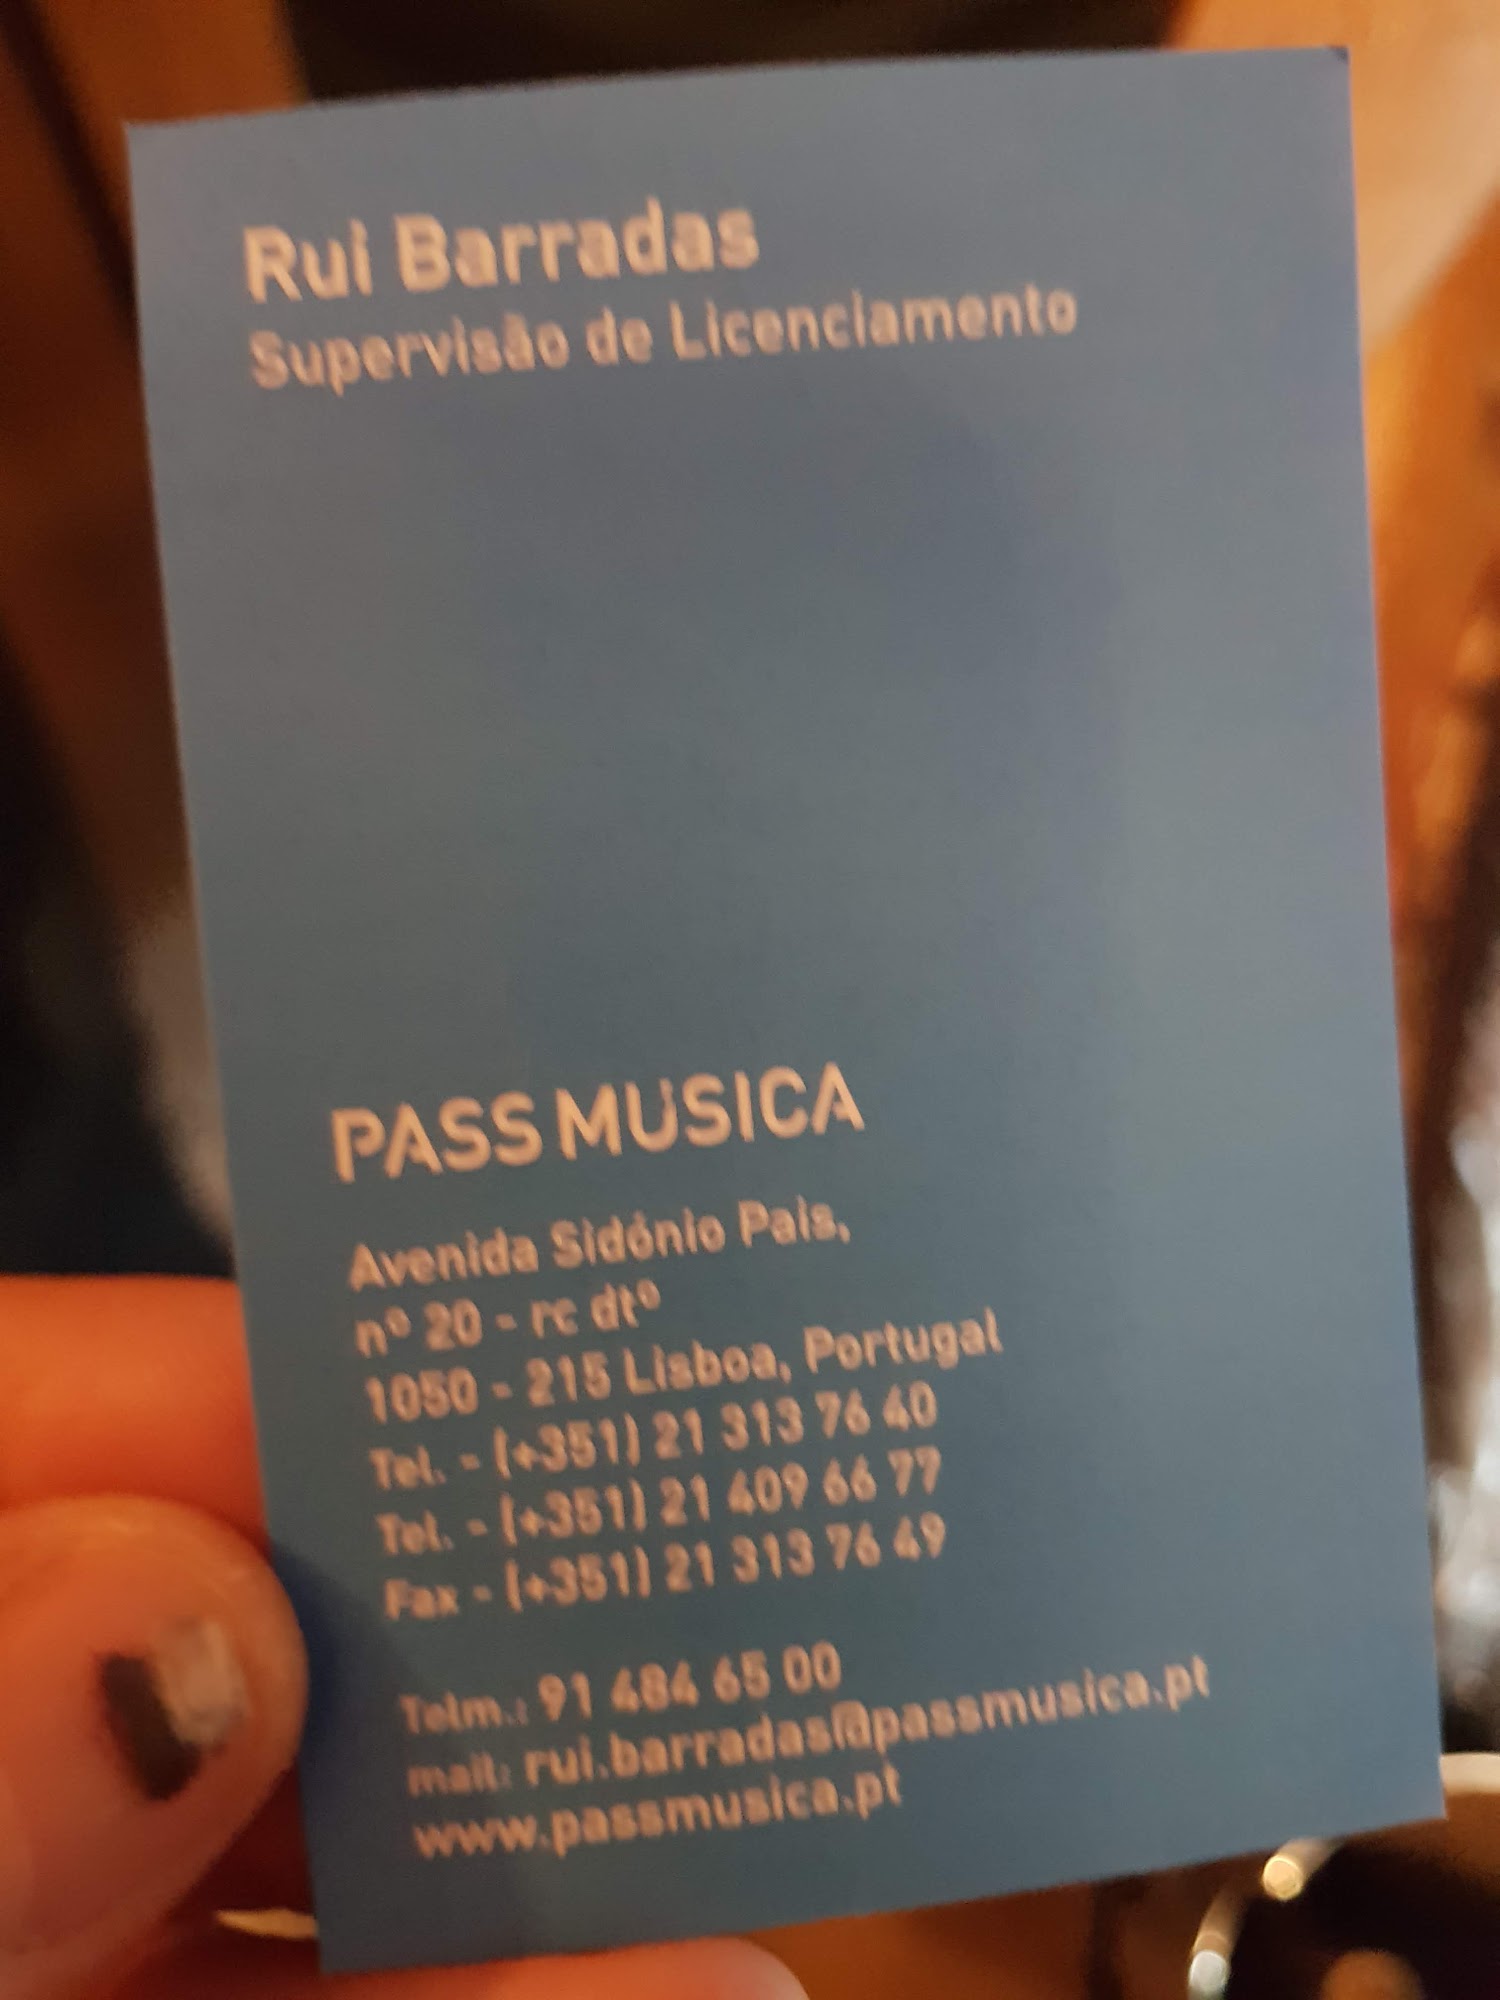 Rui Barradas
Supervisão de Licenciamento
PASS MUSICA
Avenida Sidónio Pais,
nº 20 - rc dtº
1050 - 215 Lisboa, Portugal
Tel. - (+351) 21 313 76 40
Tel. - (+351) 21 409 66 77
Fax - (+351) 21 313 76 49
Telm.: 91 484 65 00
mail: rui.barradas@passmusica.pt
www.passmusica.pt